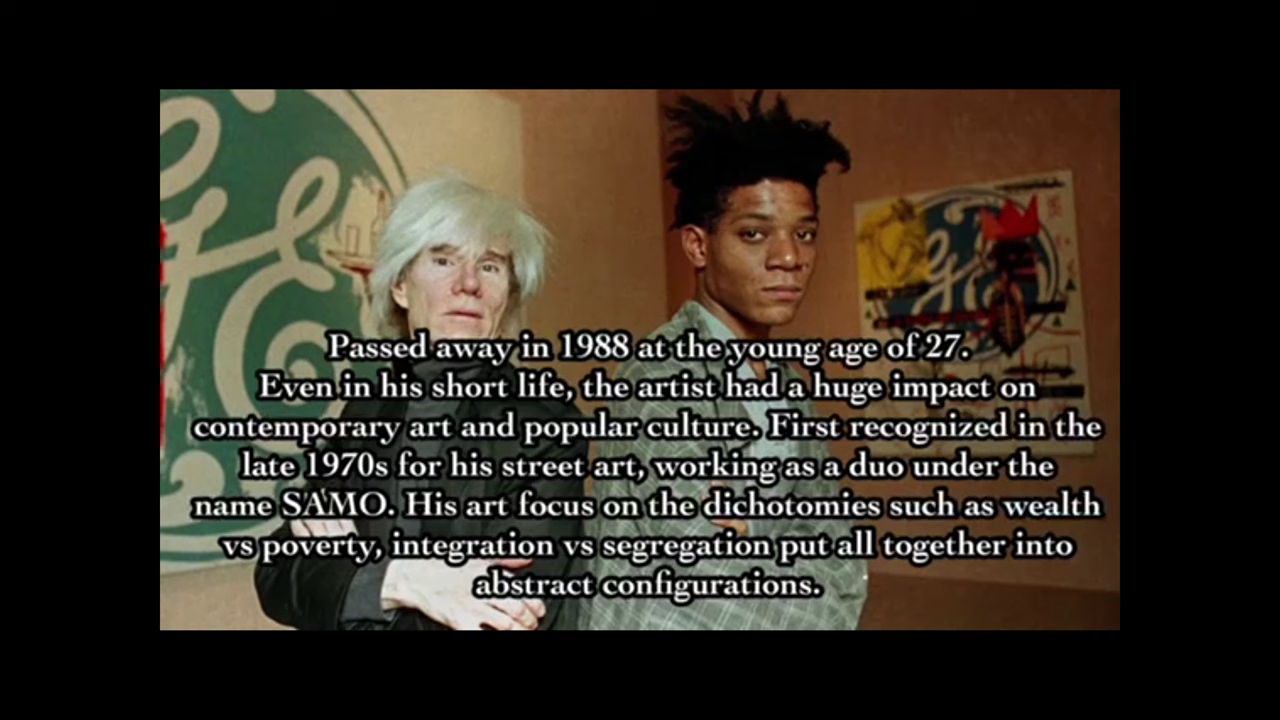 Passed away in 1988 at the young age of 27.
Even in his short life, the artist had a huge impact on
contemporary art and popular culture. First recognized in the
late 1970s for his street art, working as a duo under the
name SAMO. His art focus on the dichotomies such as wealth
vs poverty, integration vs segregation put all together into
abstract configurations.
GE
GE